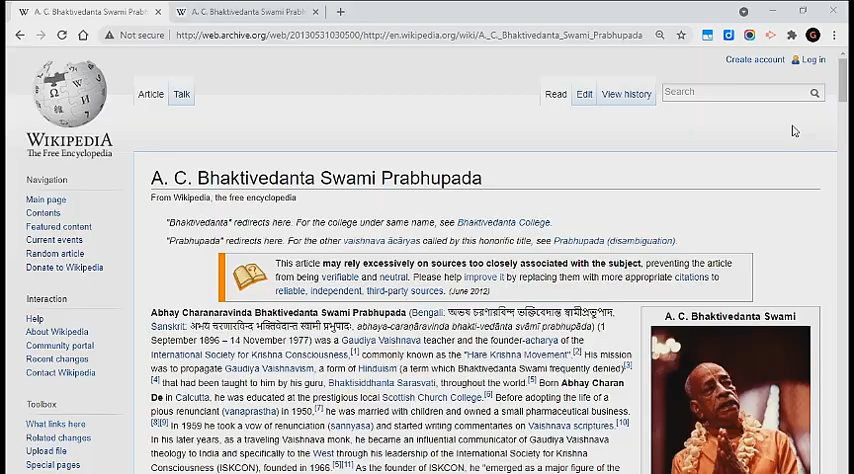 A. C. Bhaktivedanta Swami Prabh
A. C. Bhaktivedanta Swami Prabh
Not secure http://web.archive.org/web/20130531030500/http://en.wikipedia.org/wiki/A._C._Bhaktivedanta_Swami_Prabhupada
Create account Log in
Article Talk Read Edit View history Search
WIKIPEDIA
The Free Encyclopedia
Navigation
Main page
Contents
Featured content
Current events
Random article
Donate to Wikipedia
Interaction
Help
About Wikipedia
Community portal
Recent changes
Contact Wikipedia
Toolbox
What links here
Related changes
Upload file
Special pages
A. C. Bhaktivedanta Swami Prabhupada
From Wikipedia, the free encyclopedia
"Bhaktivedanta" redirects here. For the college under same name, see Bhaktivedanta College.
"Prabhupada" redirects here. For the other vaishnava ācāryas called by this honorific title, see Prabhupada (disambiguation).
This article may rely excessively on sources too closely associated with the subject, preventing the article
from being verifiable and neutral. Please help improve it by replacing them with more appropriate citations to
reliable, independent, third-party sources. (June 2012)
Abhay Charanaravinda Bhaktivedanta Swami Prabhupada (Bengali: অভয চরণারবিন্দ ভক্তিবেদান্ত স্বামীপ্রভুপাদ,
Sanskrit: अभय चरणारविन्द भक्तिवेदान्त स्वामी प्रभुपादः, abhaya-caraṇāravinda bhakti-vedānta svāmī prabhupāda) (1
September 1896 – 14 November 1977) was a Gaudiya Vaishnava teacher and the founder-acharya of the
International Society for Krishna Consciousness,[1] commonly known as the "Hare Krishna Movement".[2] His mission
was to propagate Gaudiya Vaishnavism, a form of Hinduism (a term which Bhaktivedanta Swami frequently denied)[3]
[4] that had been taught to him by his guru, Bhaktisiddhanta Sarasvati, throughout the world.[5] Born Abhay Charan
De in Calcutta, he was educated at the prestigious local Scottish Church College.[6] Before adopting the life of a
pious renunciant (vanaprastha) in 1950,[7] he was married with children and owned a small pharmaceutical business.
[8][9] In 1959 he took a vow of renunciation (sannyasa) and started writing commentaries on Vaishnava scriptures.[10]
In his later years, as a traveling Vaishnava monk, he became an influential communicator of Gaudiya Vaishnava
theology to India and specifically to the West through his leadership of the International Society for Krishna
Consciousness (ISKCON), founded in 1966.[5][11] As the founder of ISKCON, he "emerged as a major figure of the
A. C. Bhaktivedanta Swami